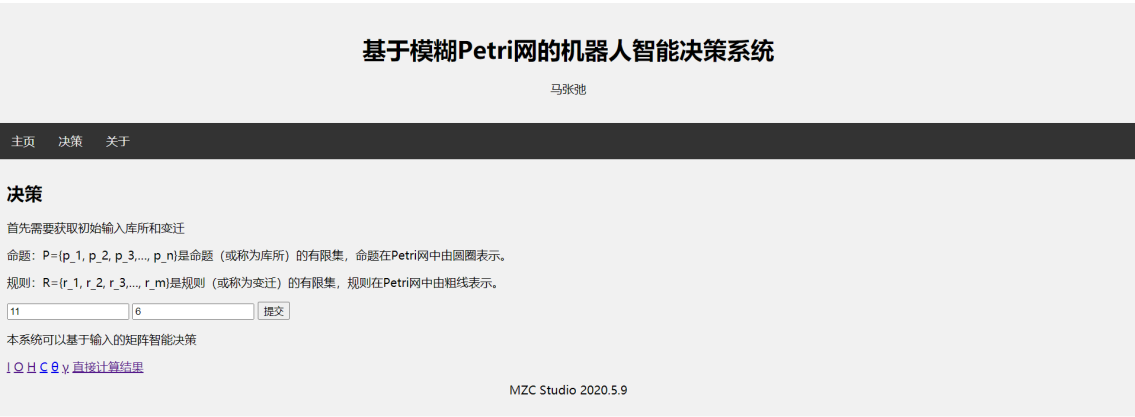 基于模糊Petri网的机器人智能决策系统
马张弛
主页 决策 关于
决策
首先需要获取初始输入库所和变迁
命题：P={p_1, p_2, p_3,..., p_n}是命题（或称为库所）的有限集，命题在Petri网中由圆圈表示。
规则：R={r_1, r_2, r_3,..., r_m}是规则（或称为变迁）的有限集，规则在Petri网中由粗线表示。
11 6 提交
本系统可以基于输入的矩阵智能决策
I O H C θ γ 直接计算结果
MZC Studio 2020.5.9